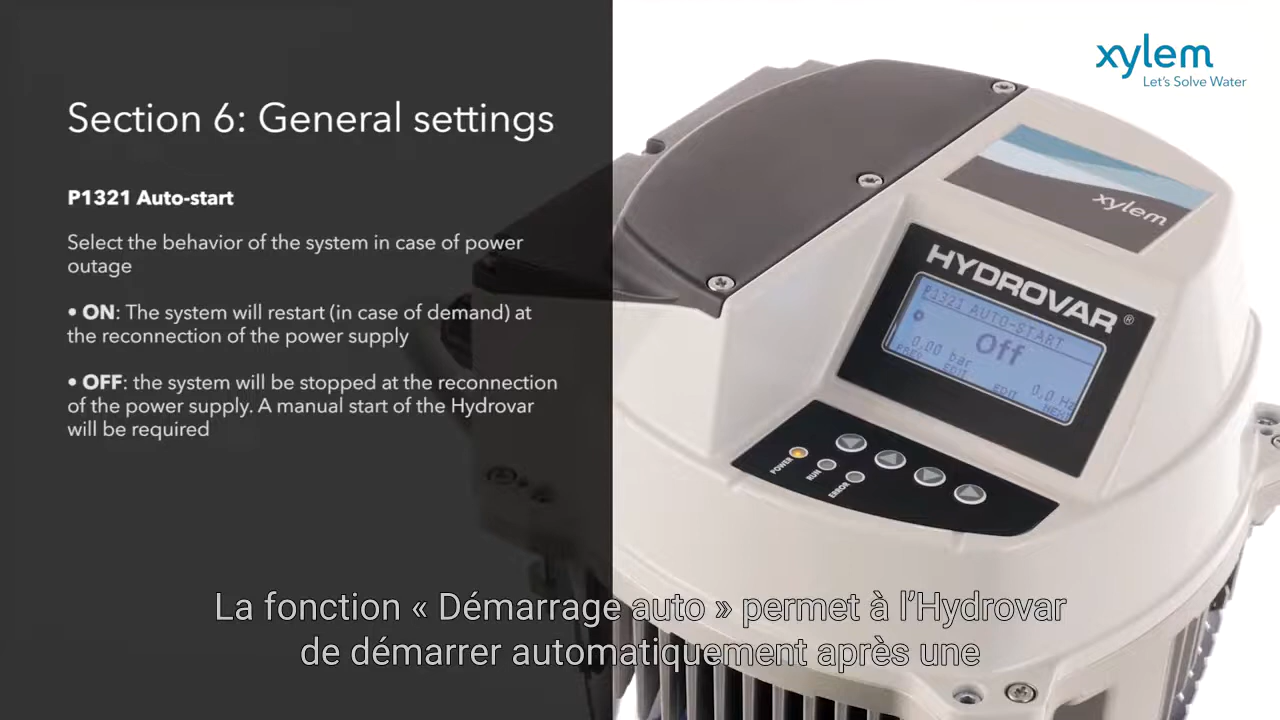 xylem
Let's Solve Water
Section 6: General settings
P1321 Auto-start
Select the behavior of the system in case of power
outage
• ON: The system will restart (in case of demand) at
the reconnection of the power supply
• OFF: the system will be stopped at the reconnection
of the power supply. A manual start of the Hydrovar
will be required
xylem
HYDROVAR®
P1321 AUTO-START
Off
0,00 bar
0,0 Hz
PREV EDIT EDIT NEXT
POWER
RUN
ERROR
La fonction « Démarrage auto » permet à l’Hydrovar
de démarrer automatiquement après une